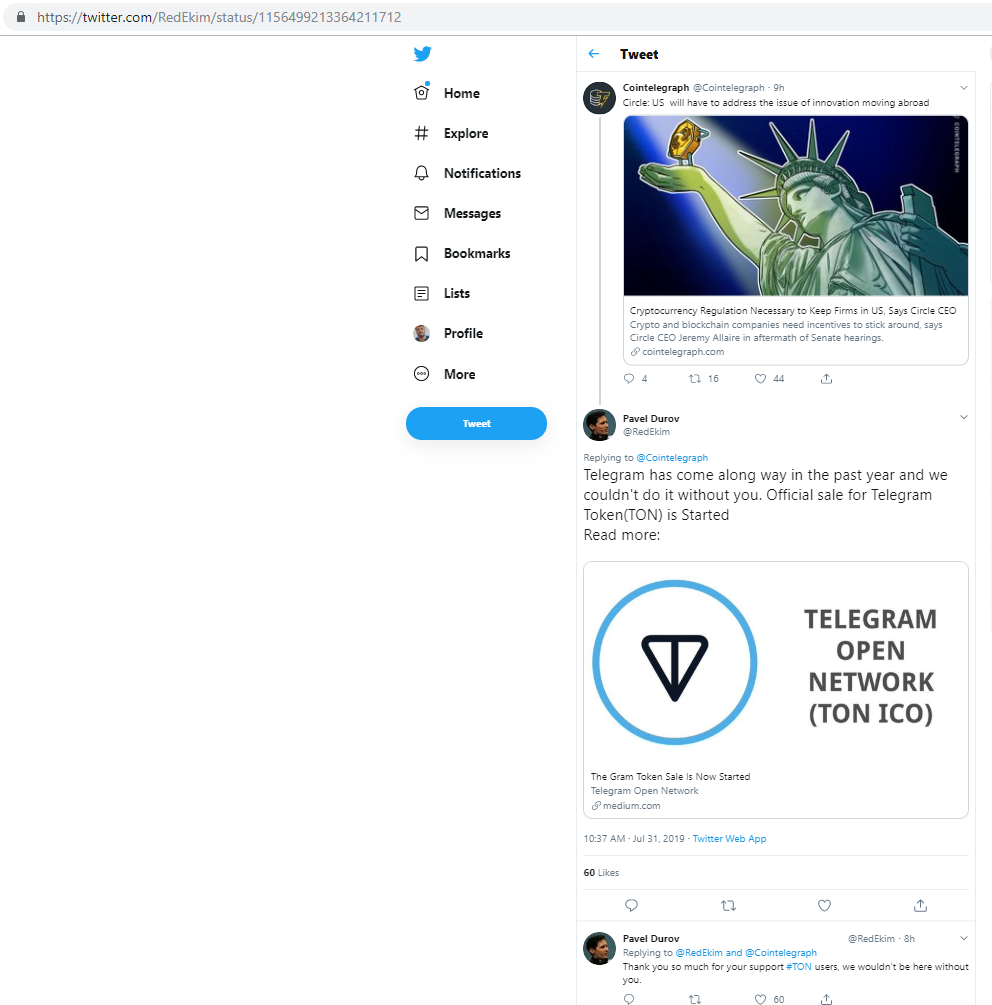 https://twitter.com/RedEkim/status/1156499213364211712
Home
Explore
Notifications
Messages
Bookmarks
Lists
Profile
More
Tweet
Tweet
Cointelegraph @Cointelegraph · 9h
Circle: US will have to address the issue of innovation moving abroad
COINTELEGRAPH
Cryptocurrency Regulation Necessary to Keep Firms in US, Says Circle CEO
Crypto and blockchain companies need incentives to stick around, says
Circle CEO Jeremy Allaire in aftermath of Senate hearings.
cointelegraph.com
4 16 44
Pavel Durov
@RedEkim
Replying to @Cointelegraph
Telegram has come along way in the past year and we
couldn't do it without you. Official sale for Telegram
Token(TON) is Started
Read more:
TELEGRAM
OPEN
NETWORK
(TON ICO)
The Gram Token Sale Is Now Started
Telegram Open Network
medium.com
10:37 AM · Jul 31, 2019 · Twitter Web App
60 Likes
Pavel Durov @RedEkim · 8h
Replying to @RedEkim and @Cointelegraph
Thank you so much for your support #TON users, we wouldn't be here without
you.
60